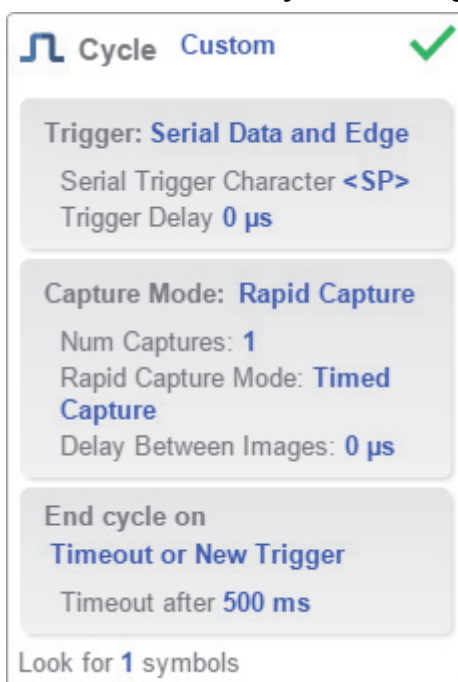 Cycle Custom
Trigger: Serial Data and Edge
Serial Trigger Character <SP>
Trigger Delay 0 µs
Capture Mode: Rapid Capture
Num Captures: 1
Rapid Capture Mode: Timed
Capture
Delay Between Images: 0 µs
End cycle on
Timeout or New Trigger
Timeout after 500 ms
Look for 1 symbols